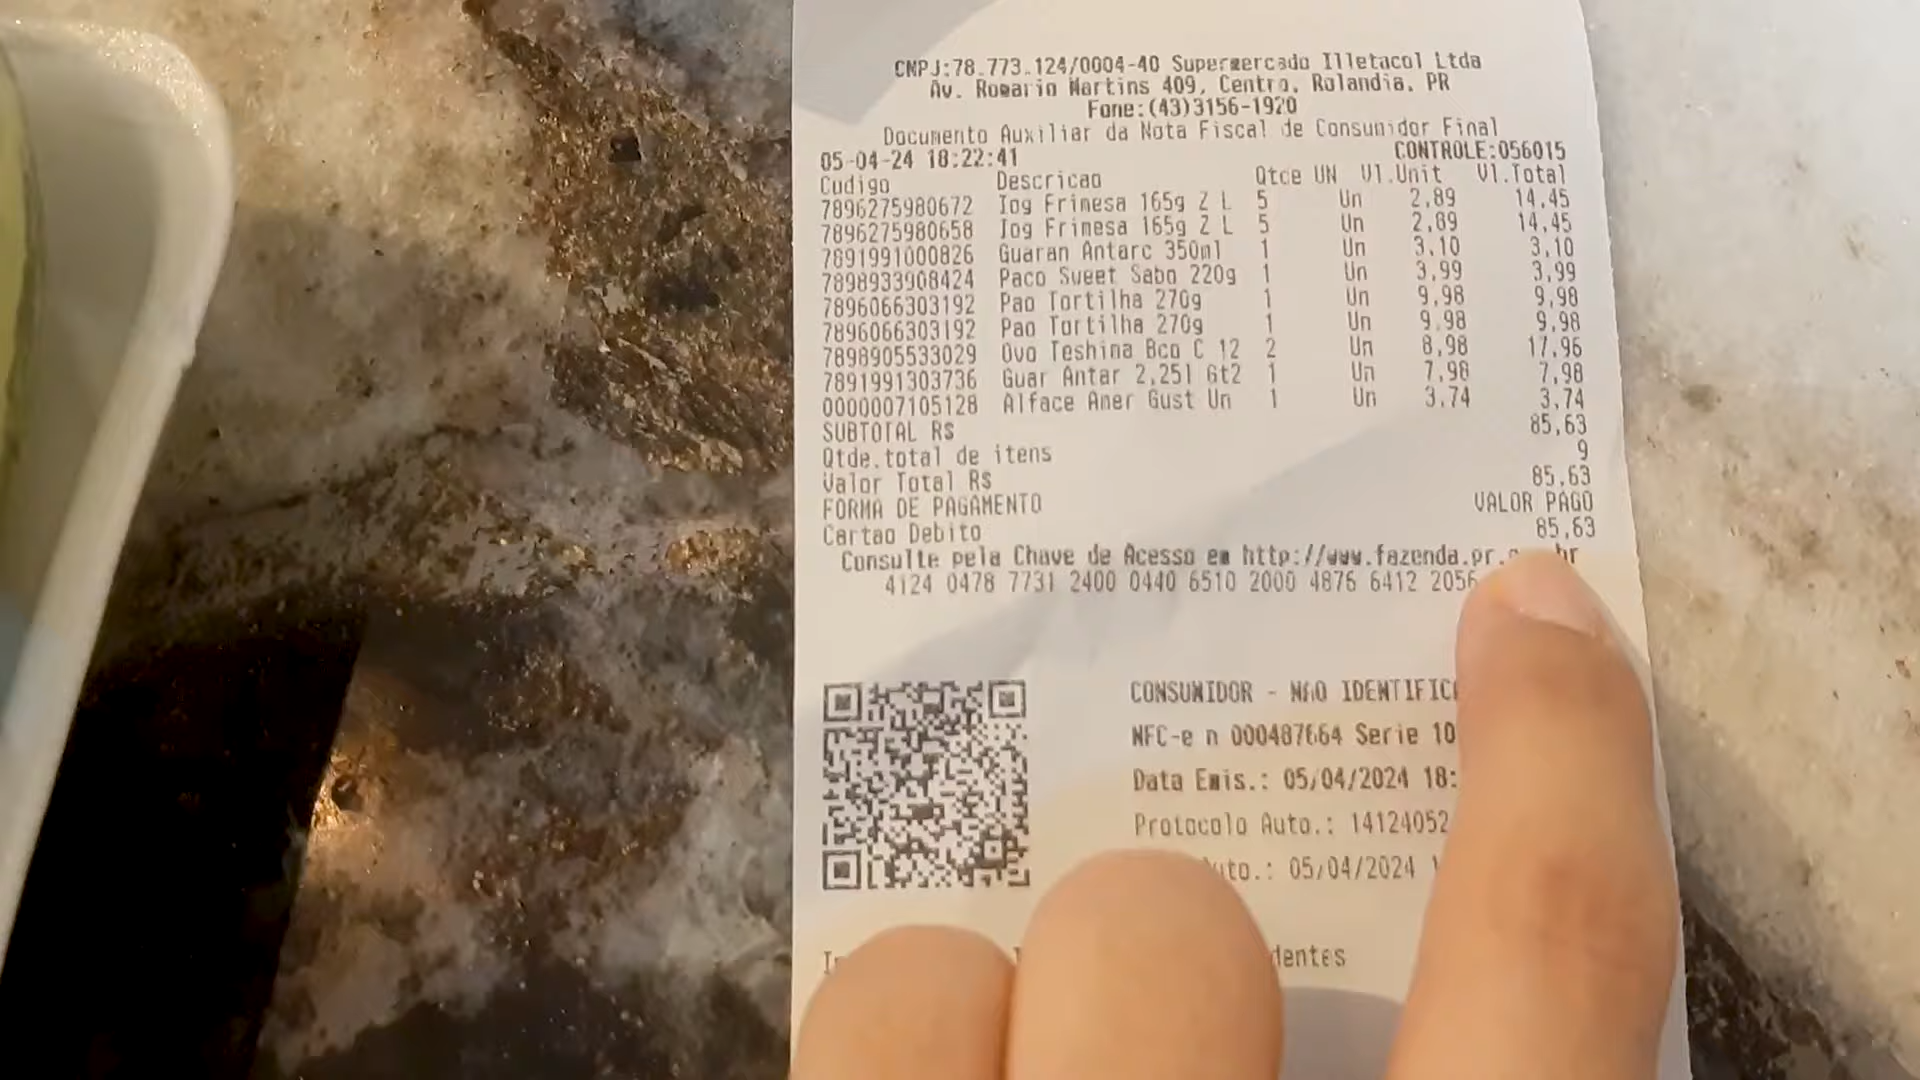 CNPJ:78.773.124/0004-40 Supermercado Illetacol Ltda
Av. Romario Martins 409, Centro, Rolandia, PR
Fone:(43)3156-1920
Documento Auxiliar da Nota Fiscal de Consumidor Final
05-04-24 18:22:41 CONTROLE:056015
Codigo Descricao Qtde UN Vl.Unit Vl.Total
7896275980672 Iog Frimesa 165g Z L 5 Un 2,89 14,45
7896275980658 Iog Frimesa 165g Z L 5 Un 2,89 14,45
7891991000826 Guaran Antarc 350ml 1 Un 3,10 3,10
7898933908424 Paco Sweet Sabo 220g 1 Un 3,99 3,99
7896066303192 Pao Tortilha 270g 1 Un 9,98 9,98
7896066303192 Pao Tortilha 270g 1 Un 9,98 9,98
7898905533029 Ovo Teshima Bco C 12 2 Un 8,98 17,96
7891991303736 Guar Antar 2,25l Gt2 1 Un 7,98 7,98
0000007105128 Alface Amer Gust Un 1 Un 3,74 3,74
SUBTOTAL R$ 85,63
Qtde.total de itens 9
Valor Total R$ 85,63
FORMA DE PAGAMENTO VALOR PAGO
Cartao Debito 85,63
Consulte pela Chave de Acesso em http://www.fazenda.pr.
4124 0478 7731 2400 0440 6510 2000 4876 6412 2056
CONSUMIDOR - NAO IDENTIFIC
NFC-e n 000487664 Serie 10
Data Emis.: 05/04/2024 18:
Protocolo Auto.: 14124052
uto.: 05/04/2024 1
dentes